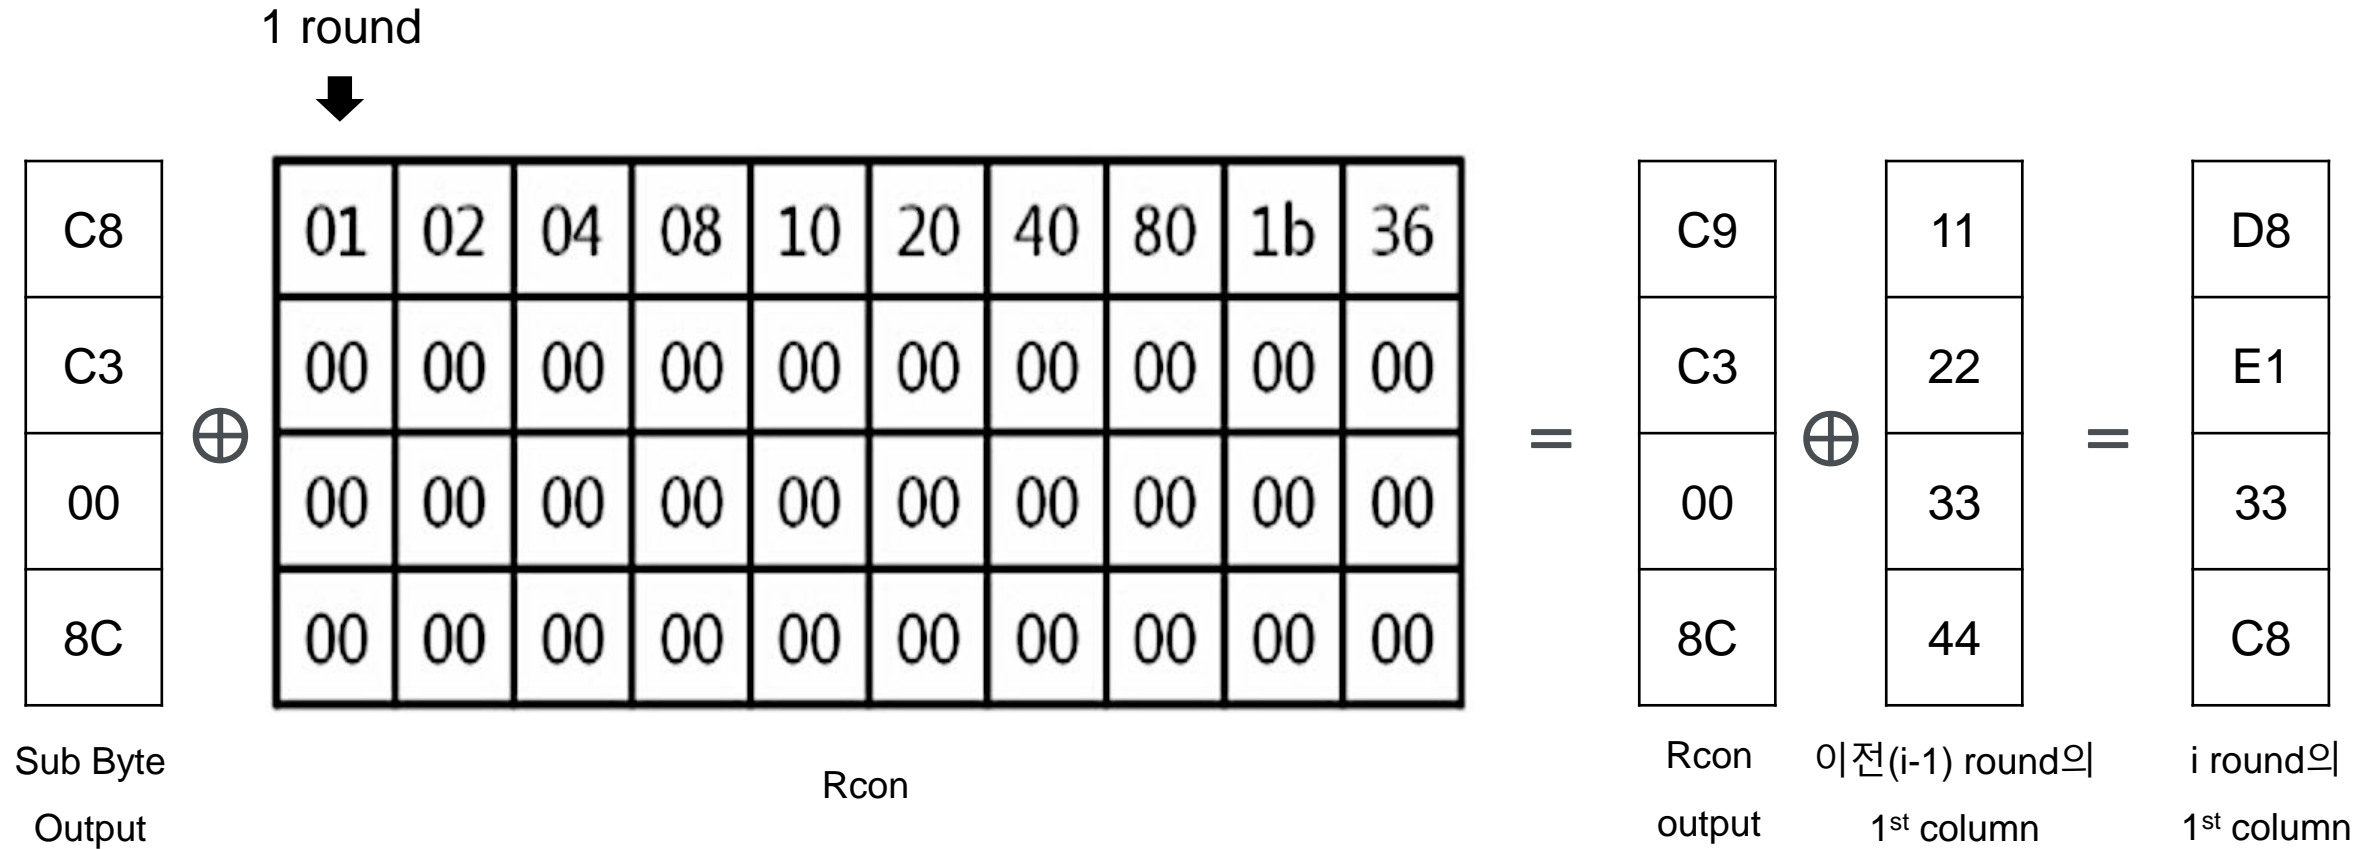 1 round
C8 ⊕ 01 02 04 08 10 20 40 80 1b 36 = C9 ⊕ 11 = D8
C3 00 00 00 00 00 00 00 00 00 00 C3 22 E1
00 00 00 00 00 00 00 00 00 00 00 00 33 33
8C 00 00 00 00 00 00 00 00 00 00 8C 44 C8
Sub Byte
Output
Rcon
Rcon
output
이전(i-1) round의
1st column
i round의
1st column